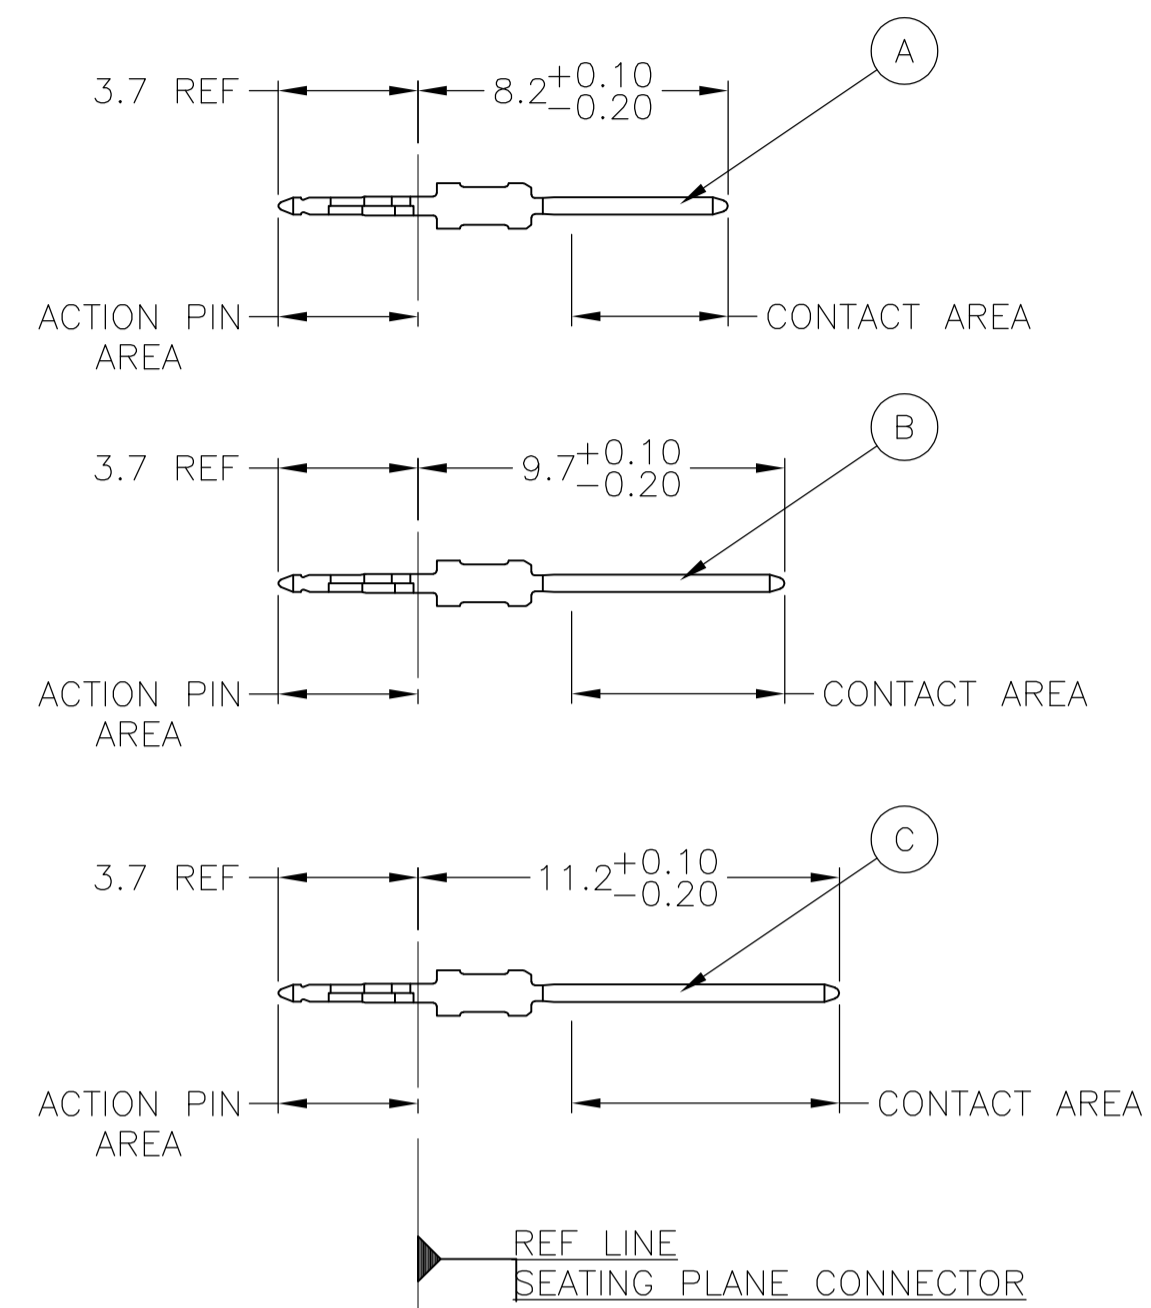 A
3.7 REF
8.2 +0.10 -0.20
ACTION PIN AREA
CONTACT AREA
B
3.7 REF
9.7 +0.10 -0.20
ACTION PIN AREA
CONTACT AREA
C
3.7 REF
11.2 +0.10 -0.20
ACTION PIN AREA
CONTACT AREA
REF LINE
SEATING PLANE CONNECTOR